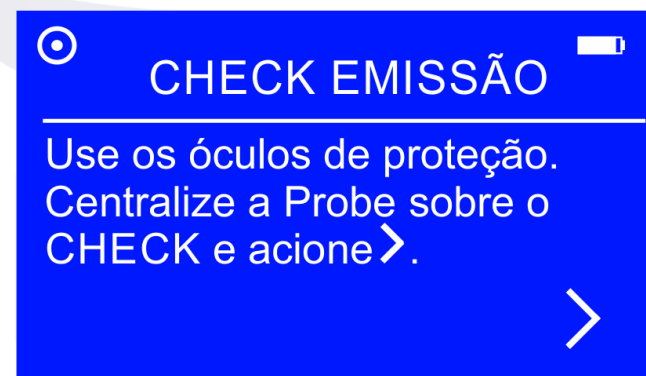 CHECK EMISSÃO
Use os óculos de proteção.
Centralize a Probe sobre o
CHECK e acione >.